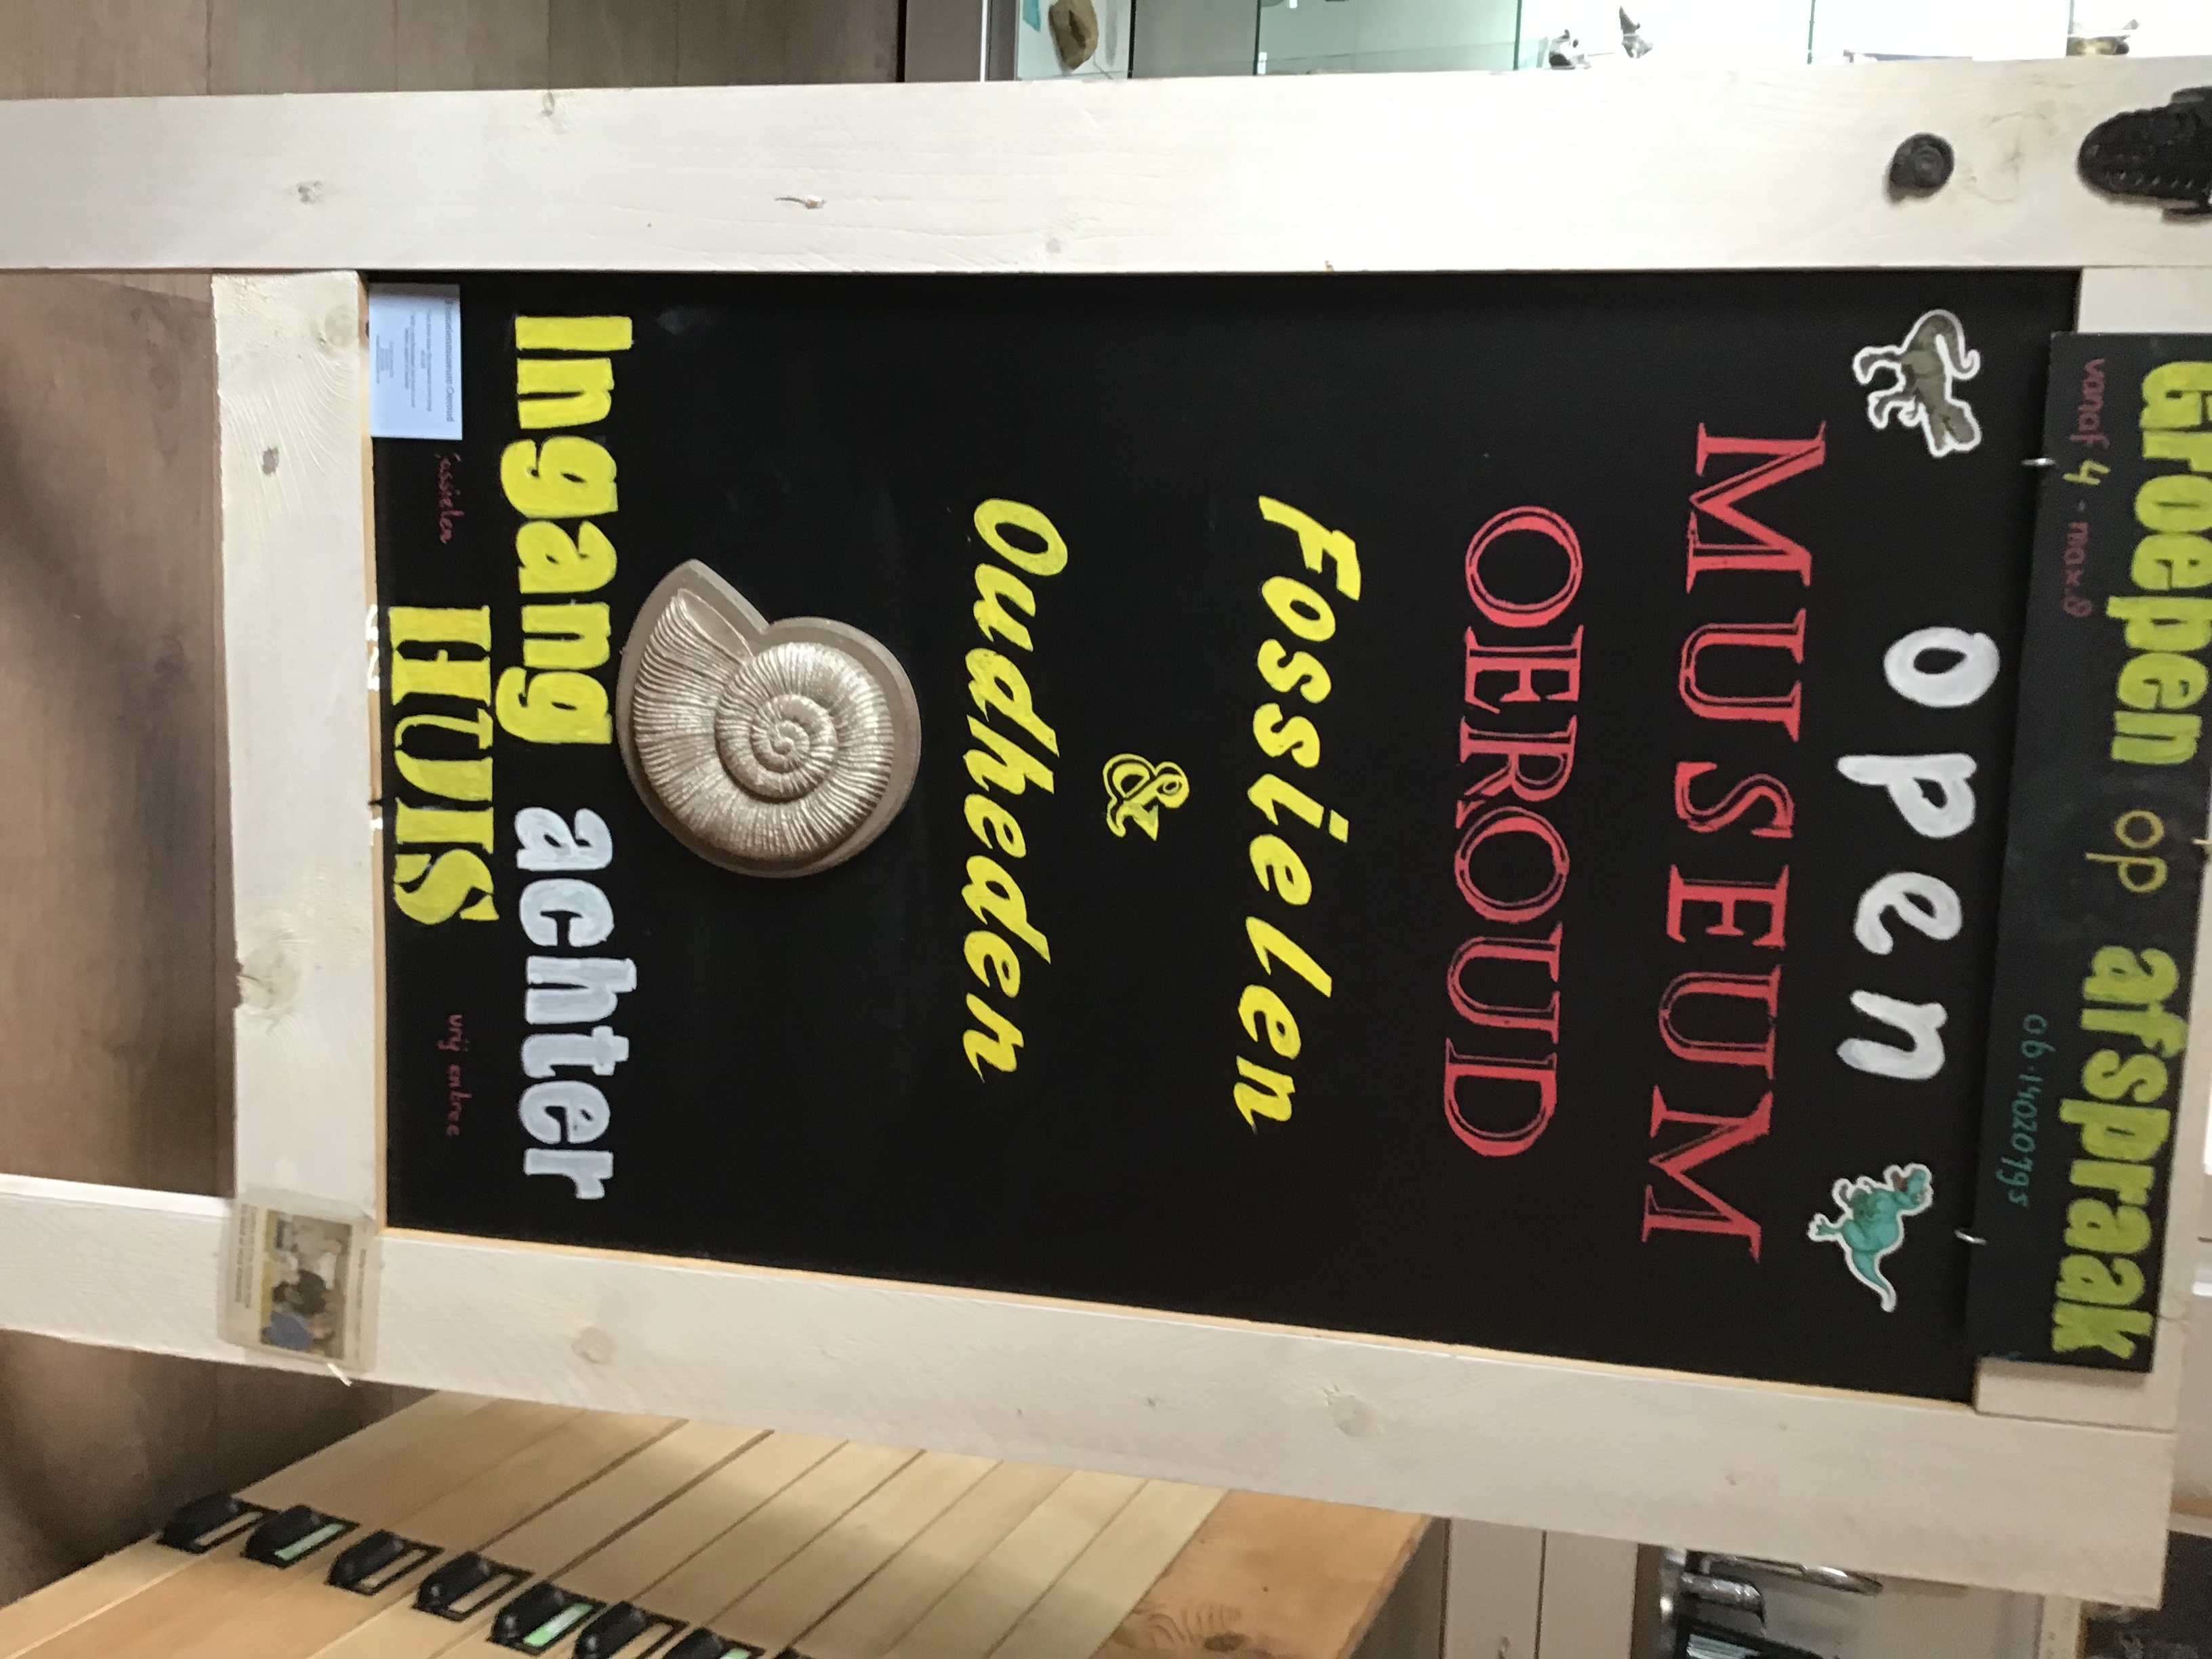 Groepen op afspraak
vanaf 4 - max. 8
06.14020795
open
MUSEUM
OEROUD
Fossielen
&
Oudheden
Ingang achter
HUIS
fossielen
vrij entree